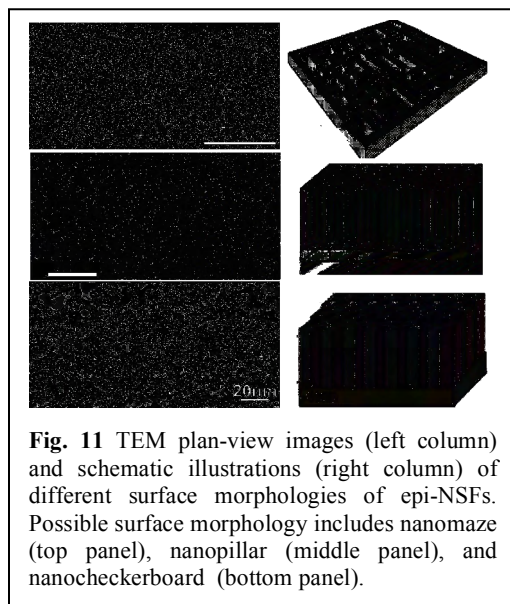 20nm
Fig. 11 TEM plan-view images (left column)
and schematic illustrations (right column) of
different surface morphologies of epi-NSFs.
Possible surface morphology includes nanomaze
(top panel), nanopillar (middle panel), and
nanocheckerboard (bottom panel).